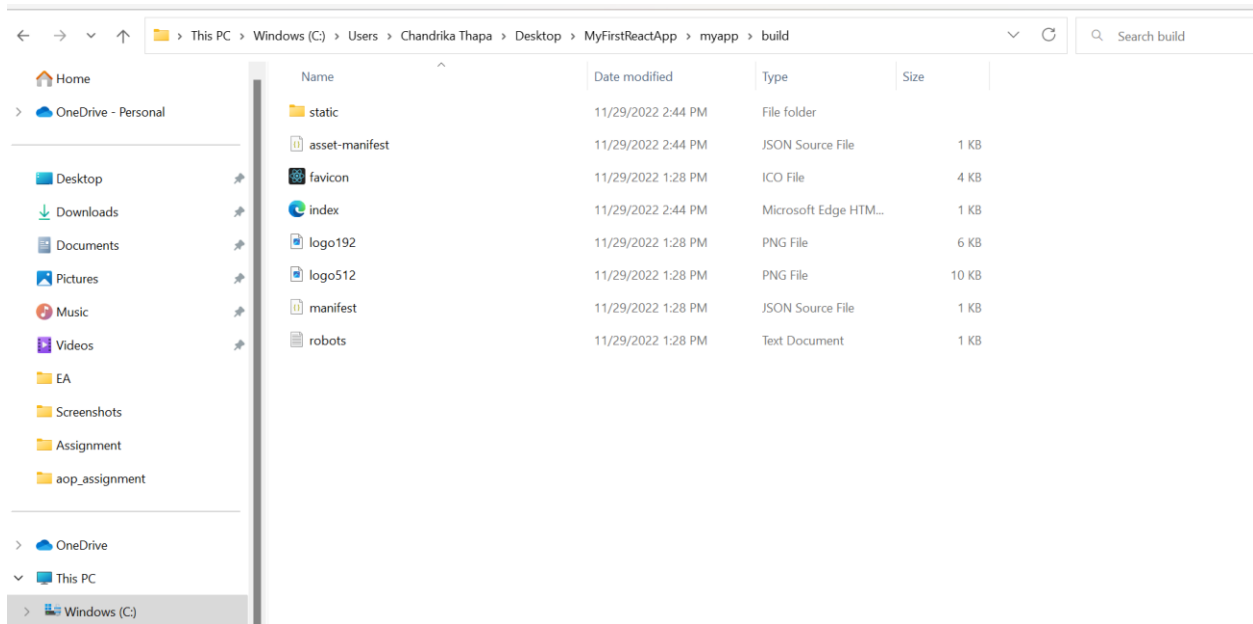 This PC > Windows (C:) > Users > Chandrika Thapa > Desktop > MyFirstReactApp > myapp > build Search build
Home
OneDrive - Personal
Desktop
Downloads
Documents
Pictures
Music
Videos
EA
Screenshots
Assignment
aop_assignment
OneDrive
This PC
Windows (C:)
Name Date modified Type Size
static 11/29/2022 2:44 PM File folder
asset-manifest 11/29/2022 2:44 PM JSON Source File 1 KB
favicon 11/29/2022 1:28 PM ICO File 4 KB
index 11/29/2022 2:44 PM Microsoft Edge HTM... 1 KB
logo192 11/29/2022 1:28 PM PNG File 6 KB
logo512 11/29/2022 1:28 PM PNG File 10 KB
manifest 11/29/2022 1:28 PM JSON Source File 1 KB
robots 11/29/2022 1:28 PM Text Document 1 KB